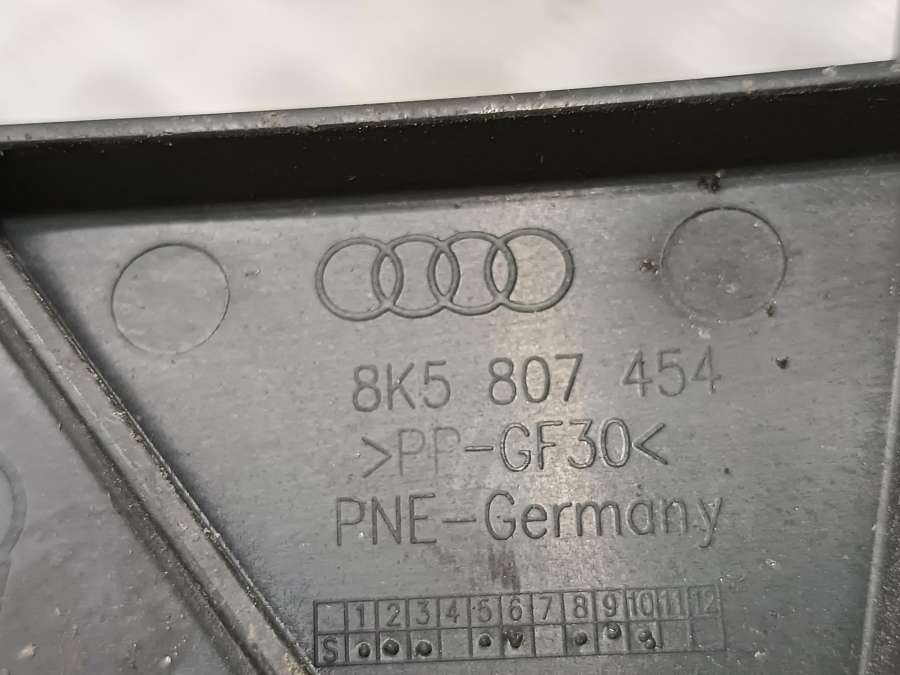 8K5 807 454
>PP-GF30<
PNE-Germany
1 2 3 4 5 6 7 8 9 10 11 12
S